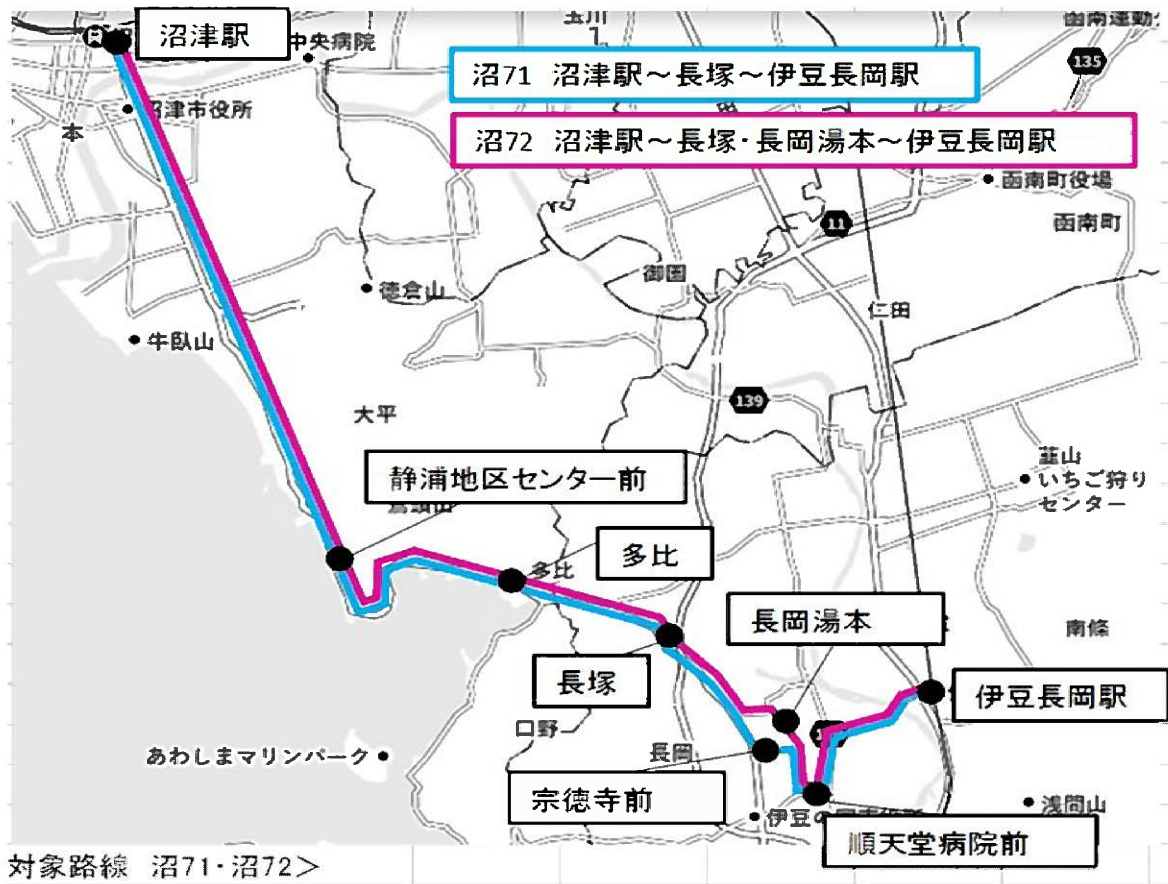 沼津駅
中央病院
玉川
函南運動
135
沼71 沼津駅～長塚～伊豆長岡駅
沼津市役所
本
沼72 沼津駅～長塚・長岡湯本～伊豆長岡駅
函南町役場
11
函南町
御園
徳倉山
仁田
牛臥山
139
大平
静浦地区センター前
韮山
いちご狩り
センター
多比
多比
長岡湯本
南條
長塚
伊豆長岡駅
口野
長岡
あわしまマリンパーク
宗徳寺前
浅間山
順天堂病院前
対象路線 沼71・沼72＞